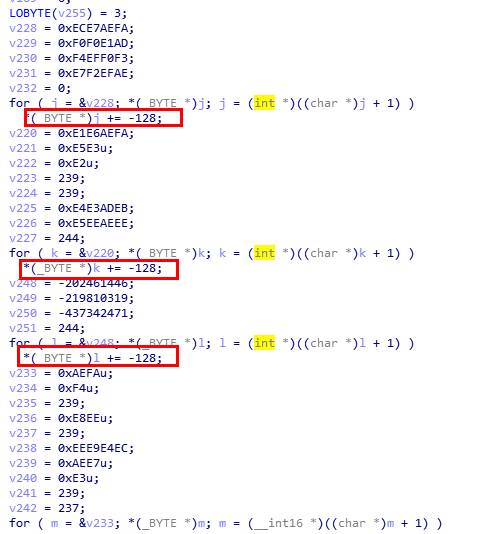 LOBYTE(v255) = 3;
v228 = 0xECE7AEFA;
v229 = 0xF0F0E1AD;
v230 = 0xF4EFF0F3;
v231 = 0xE7F2EFAE;
v232 = 0;
for ( j = &v228; *(_BYTE *)j; j = (int *)((char *)j + 1) )
*(_BYTE *)j += -128;
v220 = 0xE1E6AEFA;
v221 = 0xE5E3u;
v222 = 0xE2u;
v223 = 239;
v224 = 239;
v225 = 0xE4E3ADEB;
v226 = 0xE5EEAEEE;
v227 = 244;
for ( k = &v220; *(_BYTE *)k; k = (int *)((char *)k + 1) )
*(_BYTE *)k += -128;
v248 = -202461446;
v249 = -219810319;
v250 = -437342471;
v251 = 244;
for ( l = &v248; *(_BYTE *)l; l = (int *)((char *)l + 1) )
*(_BYTE *)l += -128;
v233 = 0xAEFAu;
v234 = 0xF4u;
v235 = 239;
v236 = 0xE8EEu;
v237 = 239;
v238 = 0xEEE9E4EC;
v239 = 0xAEE7u;
v240 = 0xE3u;
v241 = 239;
v242 = 237;
for ( m = &v233; *(_BYTE *)m; m = (__int16 *)((char *)m + 1) )